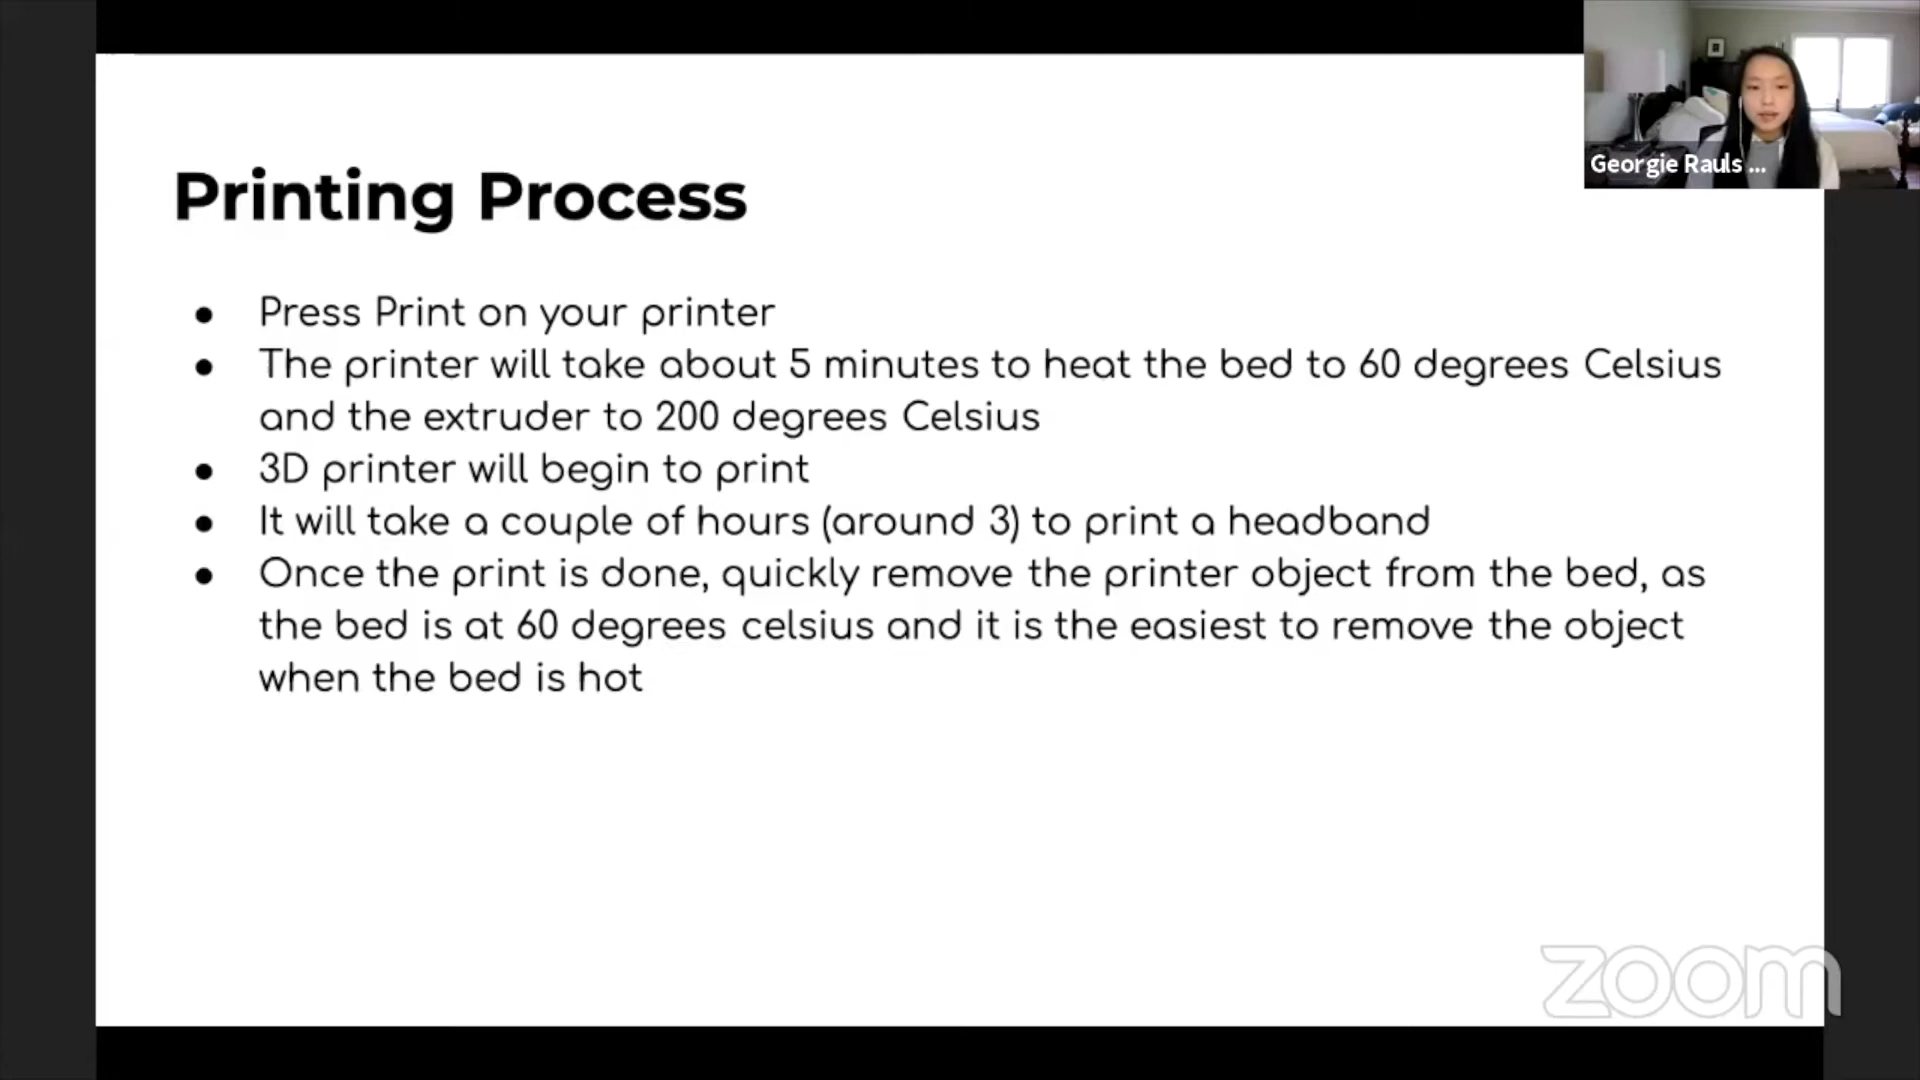 Georgie Rauls ...
Printing Process
● Press Print on your printer
● The printer will take about 5 minutes to heat the bed to 60 degrees Celsius
and the extruder to 200 degrees Celsius
● 3D printer will begin to print
● It will take a couple of hours (around 3) to print a headband
● Once the print is done, quickly remove the printer object from the bed, as
the bed is at 60 degrees celsius and it is the easiest to remove the object
when the bed is hot
zoom